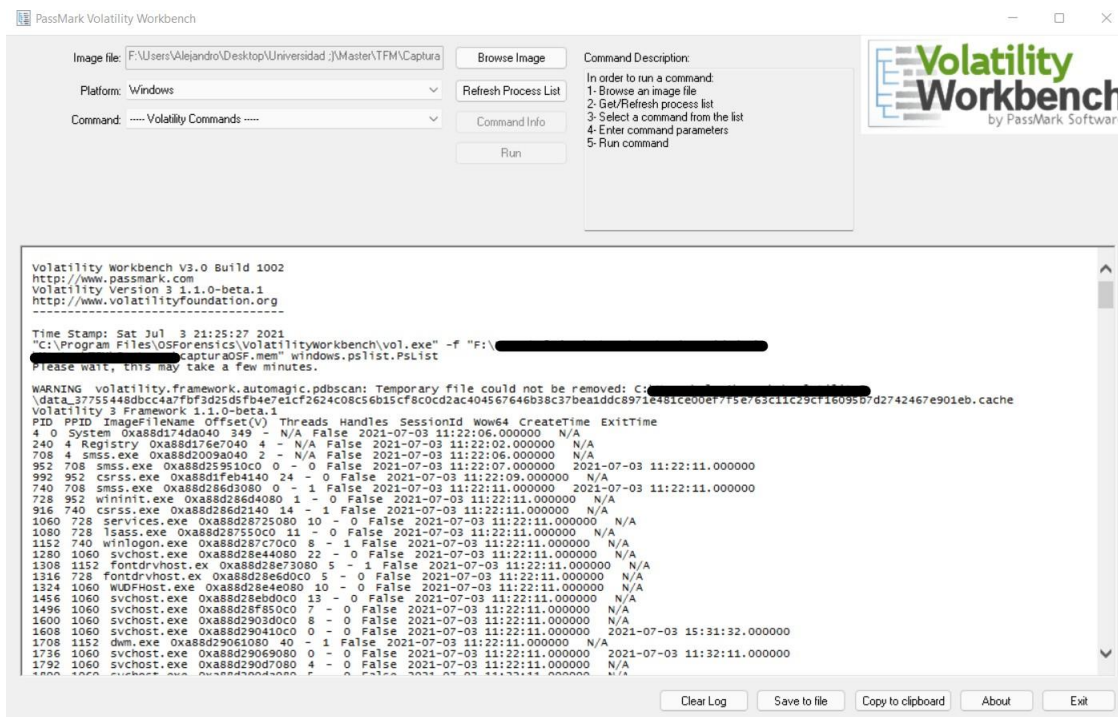 PassMark Volatility Workbench
Image file: F:\Users\Alejandro\Desktop\Universidad ;)\Master\TFM\Captura
Browse Image
Platform: Windows
Refresh Process List
Command: ----- Volatility Commands -----
Command Info
Run
Command Description:
In order to run a command:
1- Browse an image file
2- Get/Refresh process list
3- Select a command from the list
4- Enter command parameters
5- Run command
Volatility
Workbench
by PassMark Software
Volatility Workbench V3.0 Build 1002
http://www.passmark.com
Volatility Version 3 1.1.0-beta.1
http://www.volatilityfoundation.org
------------------------------------
Time Stamp: Sat Jul 3 21:25:27 2021
"C:\Program Files\OSForensics\VolatilityWorkbench\vol.exe" -f "F:\
capturaOSF.mem" windows.pslist.PsList
Please wait, this may take a few minutes.
WARNING volatility.framework.automagic.pdbscan: Temporary file could not be removed: C:
\data_37755448dbcc4a7fbf3d25d5fb4e7e1cf2624c08c56b15cf8c0cd2ac404567646b38c37bea1ddc8971e481ce00ef7f5e763c11c29cf16095b7d2742467e901eb.cache
Volatility 3 Framework 1.1.0-beta.1
PID PPID ImageFileName Offset(V) Threads Handles SessionId Wow64 CreateTime ExitTime
4 0 System 0xa88d174da040 349 - N/A False 2021-07-03 11:22:06.000000 N/A
240 4 Registry 0xa88d176e7040 4 - N/A False 2021-07-03 11:22:02.000000 N/A
708 4 smss.exe 0xa88d2009a040 2 - N/A False 2021-07-03 11:22:06.000000 N/A
952 708 smss.exe 0xa88d259510c0 0 - 0 False 2021-07-03 11:22:07.000000 2021-07-03 11:22:11.000000
992 952 csrss.exe 0xa88d1feb4140 24 - 0 False 2021-07-03 11:22:09.000000 N/A
740 708 smss.exe 0xa88d286d3080 0 - 1 False 2021-07-03 11:22:11.000000 2021-07-03 11:22:11.000000
728 952 wininit.exe 0xa88d286d4080 1 - 0 False 2021-07-03 11:22:11.000000 N/A
916 740 csrss.exe 0xa88d286d2140 14 - 1 False 2021-07-03 11:22:11.000000 N/A
1060 728 services.exe 0xa88d28725080 10 - 0 False 2021-07-03 11:22:11.000000 N/A
1080 728 lsass.exe 0xa88d287550c0 11 - 0 False 2021-07-03 11:22:11.000000 N/A
1152 740 winlogon.exe 0xa88d287c70c0 8 - 1 False 2021-07-03 11:22:11.000000 N/A
1280 1060 svchost.exe 0xa88d28e44080 22 - 0 False 2021-07-03 11:22:11.000000 N/A
1308 1152 fontdrvhost.ex 0xa88d28e73080 5 - 1 False 2021-07-03 11:22:11.000000 N/A
1316 728 fontdrvhost.ex 0xa88d28e6d0c0 5 - 0 False 2021-07-03 11:22:11.000000 N/A
1324 1060 WUDFHost.exe 0xa88d28e4e080 10 - 0 False 2021-07-03 11:22:11.000000 N/A
1456 1060 svchost.exe 0xa88d28ebd0c0 13 - 0 False 2021-07-03 11:22:11.000000 N/A
1496 1060 svchost.exe 0xa88d28f850c0 7 - 0 False 2021-07-03 11:22:11.000000 N/A
1600 1060 svchost.exe 0xa88d2903d0c0 8 - 0 False 2021-07-03 11:22:11.000000 N/A
1608 1060 svchost.exe 0xa88d290410c0 0 - 0 False 2021-07-03 11:22:11.000000 2021-07-03 15:31:32.000000
1708 1152 dwm.exe 0xa88d29061080 40 - 1 False 2021-07-03 11:22:11.000000 N/A
1736 1060 svchost.exe 0xa88d29069080 0 - 0 False 2021-07-03 11:22:11.000000 2021-07-03 11:32:11.000000
1792 1060 svchost.exe 0xa88d290d7080 4 - 0 False 2021-07-03 11:22:11.000000 N/A
Clear Log
Save to file
Copy to clipboard
About
Exit